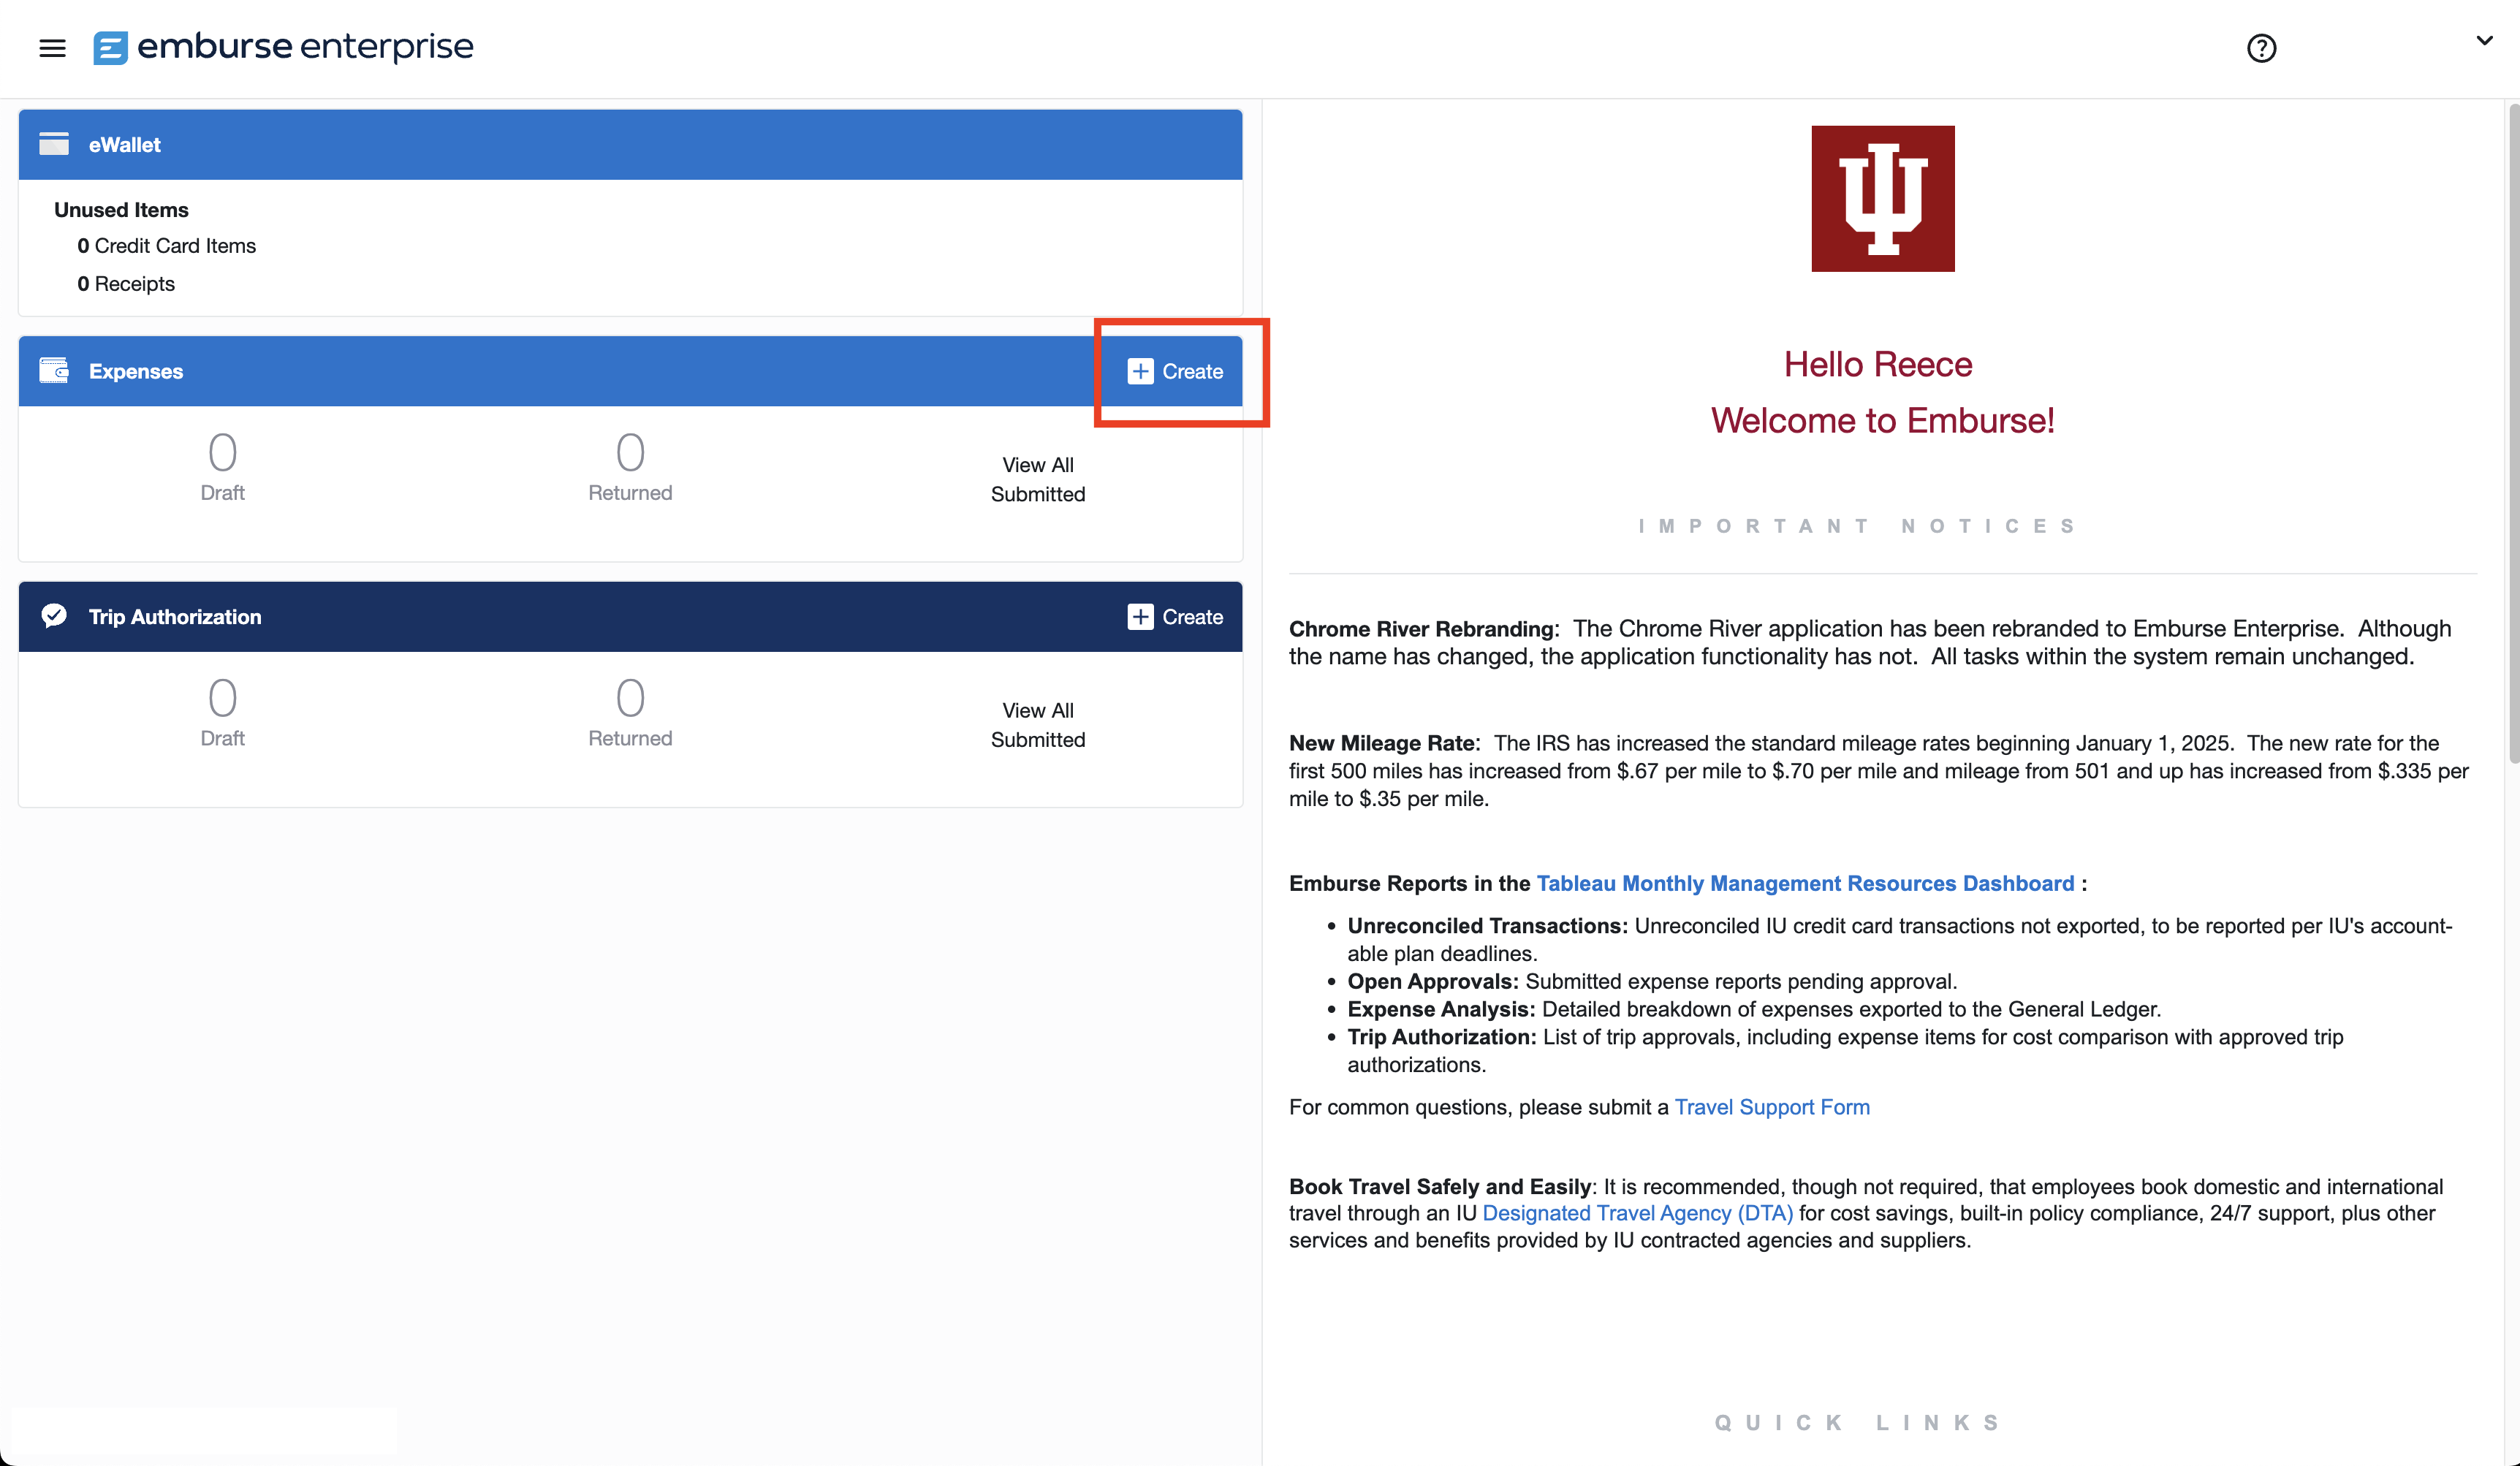 emburse enterprise
eWallet
Unused Items
0 Credit Card Items
0 Receipts
Expenses
Create
0
Draft
0
Returned
View All
Submitted
Trip Authorization
Create
0
Draft
0
Returned
View All
Submitted
Hello Reece
Welcome to Emburse!
IMPORTANT NOTICES
Chrome River Rebranding: The Chrome River application has been rebranded to Emburse Enterprise. Although
the name has changed, the application functionality has not. All tasks within the system remain unchanged.
New Mileage Rate: The IRS has increased the standard mileage rates beginning January 1, 2025. The new rate for the
first 500 miles has increased from $.67 per mile to $.70 per mile and mileage from 501 and up has increased from $.335 per
mile to $.35 per mile.
Emburse Reports in the Tableau Monthly Management Resources Dashboard :
• Unreconciled Transactions: Unreconciled IU credit card transactions not exported, to be reported per IU's account-
able plan deadlines.
• Open Approvals: Submitted expense reports pending approval.
• Expense Analysis: Detailed breakdown of expenses exported to the General Ledger.
• Trip Authorization: List of trip approvals, including expense items for cost comparison with approved trip
authorizations.
For common questions, please submit a Travel Support Form
Book Travel Safely and Easily: It is recommended, though not required, that employees book domestic and international
travel through an IU Designated Travel Agency (DTA) for cost savings, built-in policy compliance, 24/7 support, plus other
services and benefits provided by IU contracted agencies and suppliers.
QUICK LINKS